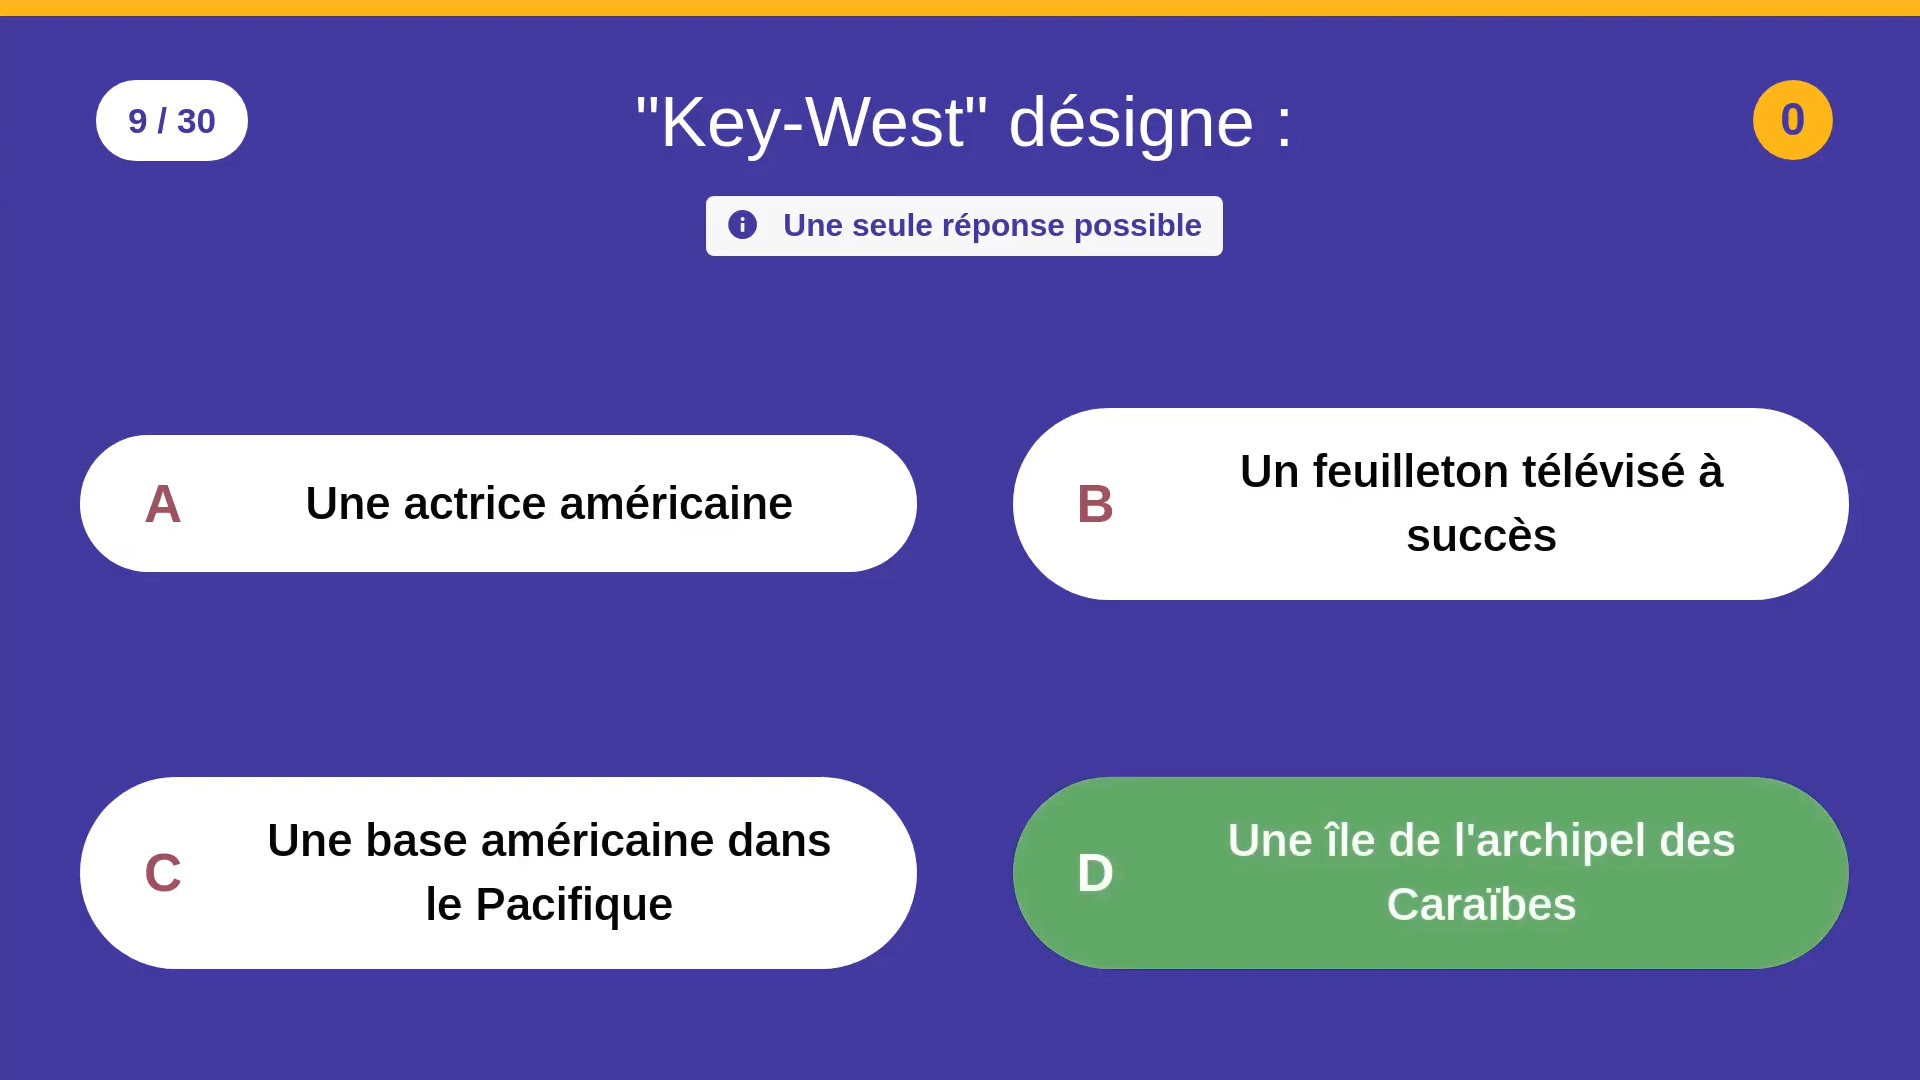 9 / 30
"Key-West" désigne :
0
Une seule réponse possible
A
Une actrice américaine
B
Un feuilleton télévisé à
succès
C
Une base américaine dans
le Pacifique
D
Une île de l'archipel des
Caraïbes